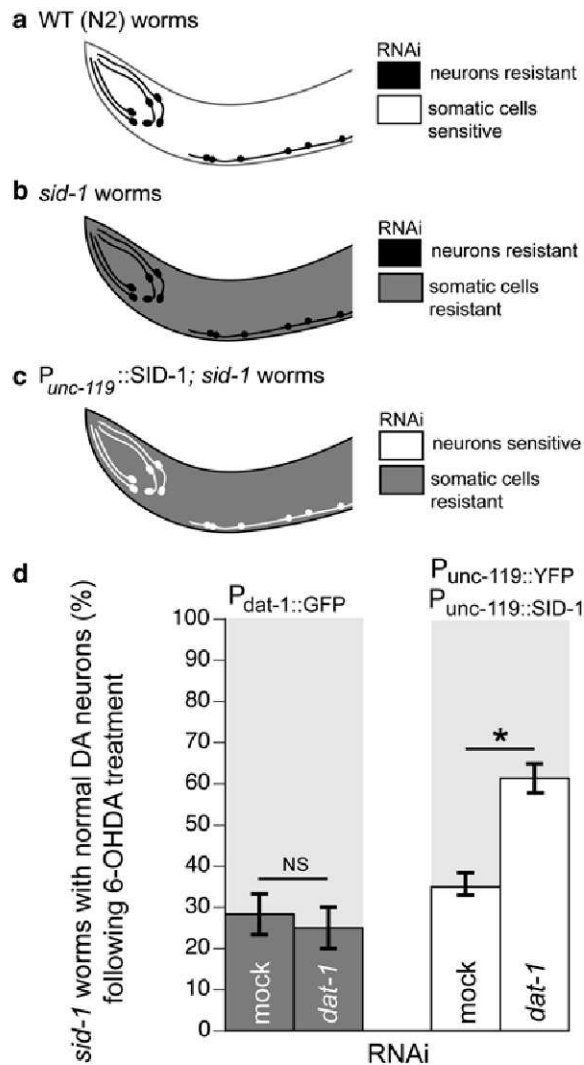 a WT (N2) worms
RNAi
neurons resistant
somatic cells
sensitive
b sid-1 worms
RNAi
neurons resistant
somatic cells
resistant
c Punc-119::SID-1; sid-1 worms
RNAi
neurons sensitive
somatic cells
resistant
d
Pdat-1::GFP
Punc-119::YFP
Punc-119::SID-1
sid-1 worms with normal DA neurons (%)
following 6-OHDA treatment
100
90
80
70
60
50
40
30
20
10
0
NS
*
mock
dat-1
mock
dat-1
RNAi